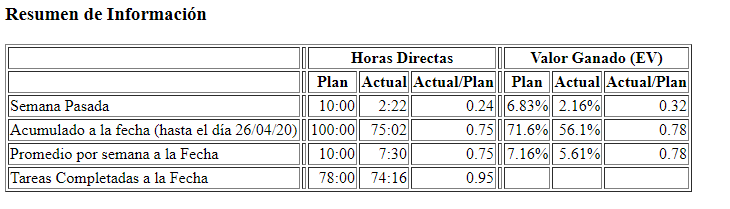 Resumen de Información
Horas Directas Valor Ganado (EV)
Plan Actual Actual/Plan Plan Actual Actual/Plan
Semana Pasada 10:00 2:22 0.24 6.83% 2.16% 0.32
Acumulado a la fecha (hasta el día 26/04/20) 100:00 75:02 0.75 71.6% 56.1% 0.78
Promedio por semana a la Fecha 10:00 7:30 0.75 7.16% 5.61% 0.78
Tareas Completadas a la Fecha 78:00 74:16 0.95